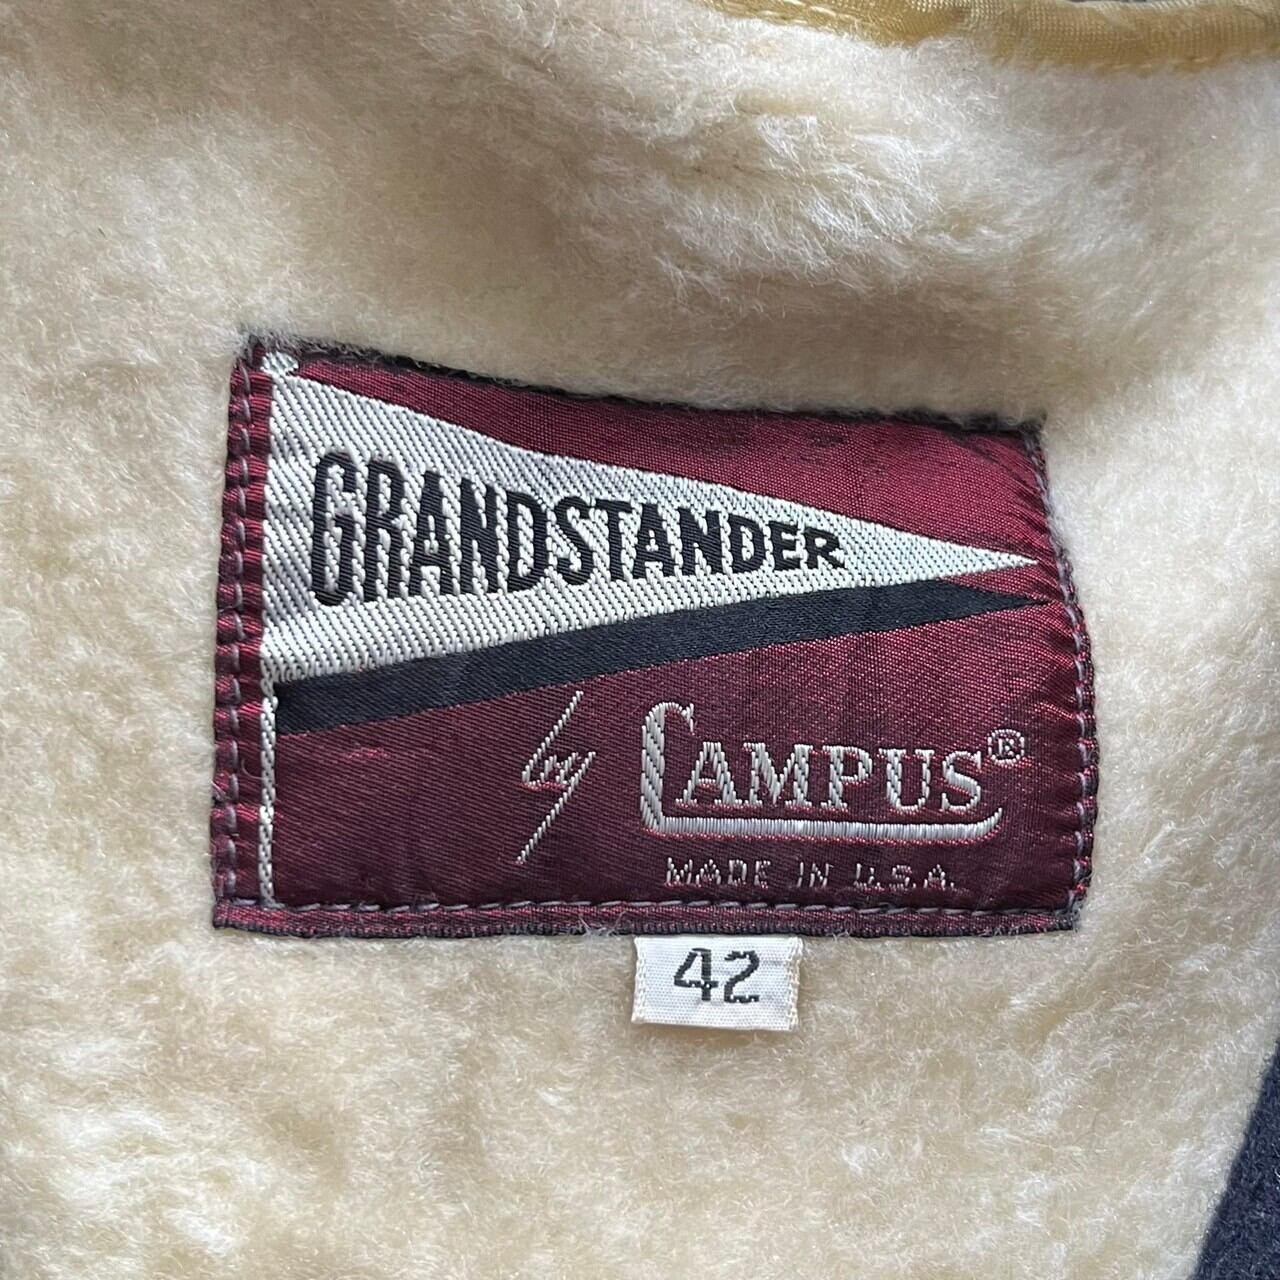 GRANDSTANDER
by CAMPUS®
MADE IN U.S.A.
42